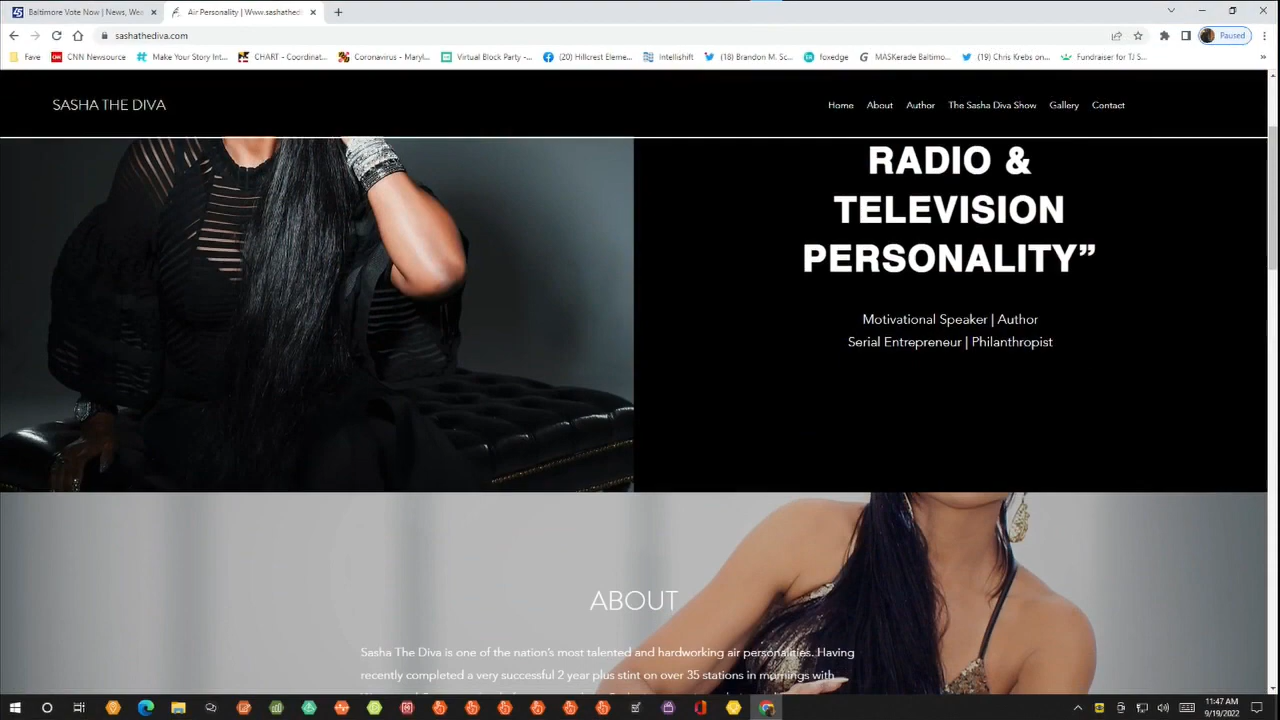 Baltimore Vote Now | News, Wea
Air Personality | Www.sashathed
sashathediva.com
Paused
Fave
CNN Newsource
Make Your Story Int...
CHART - Coordinat...
Coronavirus - Maryl...
Virtual Block Party -...
(20) Hillcrest Eleme...
Intellishift
(18) Brandon M. Sc...
foxedge
MASKerade Baltimo...
(19) Chris Krebs on...
Fundraiser for TJ S...
SASHA THE DIVA
Home About Author The Sasha Diva Show Gallery Contact
RADIO &
TELEVISION
PERSONALITY”
Motivational Speaker | Author
Serial Entrepreneur | Philanthropist
ABOUT
Sasha The Diva is one of the nation’s most talented and hardworking air personalities. Having
recently completed a very successful 2 year plus stint on over 35 stations in mornings with
11:47 AM
9/19/2022